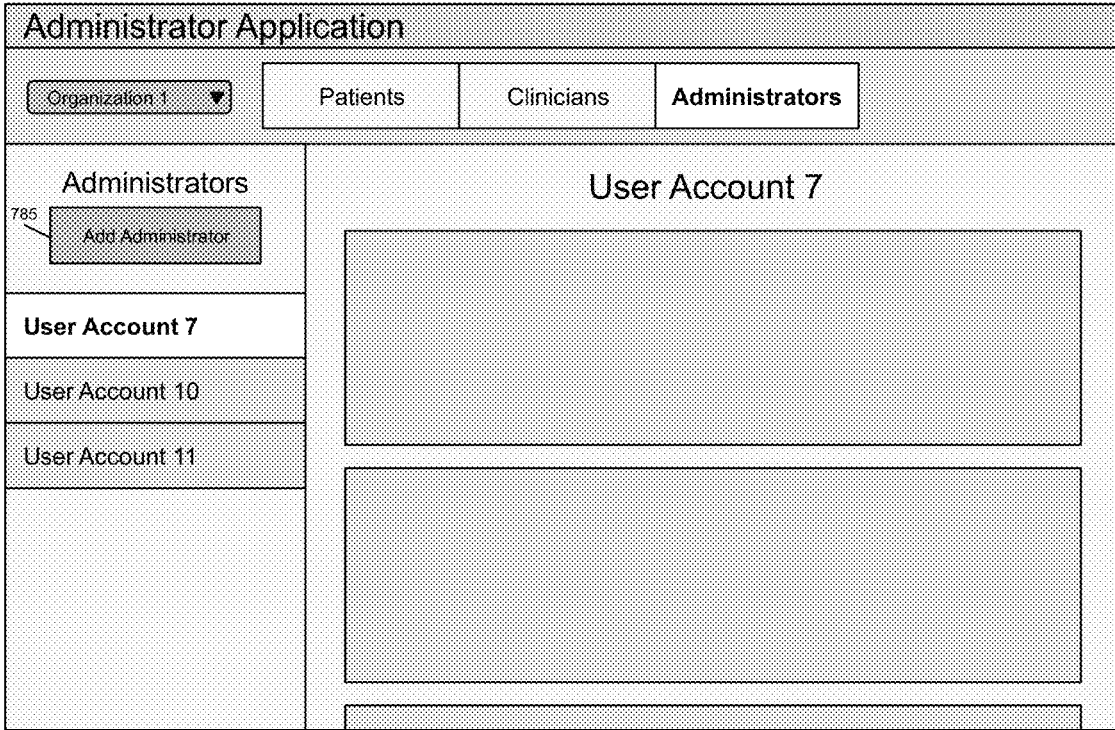 Administrator Application
Organization 1
Patients
Clinicians
Administrators
Administrators
785
Add Administrator
User Account 7
User Account 10
User Account 11
User Account 7